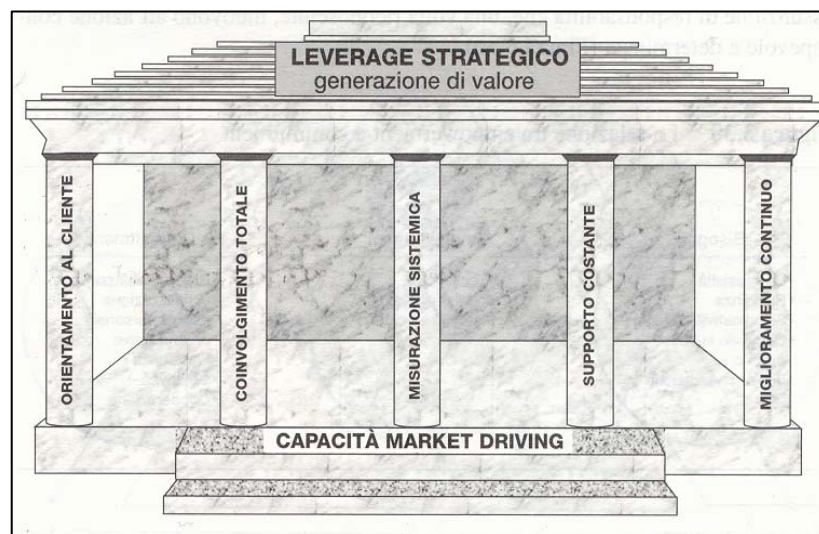 LEVERAGE STRATEGICO
generazione di valore
ORIENTAMENTO AL CLIENTE
COINVOLGIMENTO TOTALE
MISURAZIONE SISTEMICA
SUPPORTO COSTANTE
MIGLIORAMENTO CONTINUO
CAPACITÀ MARKET DRIVING